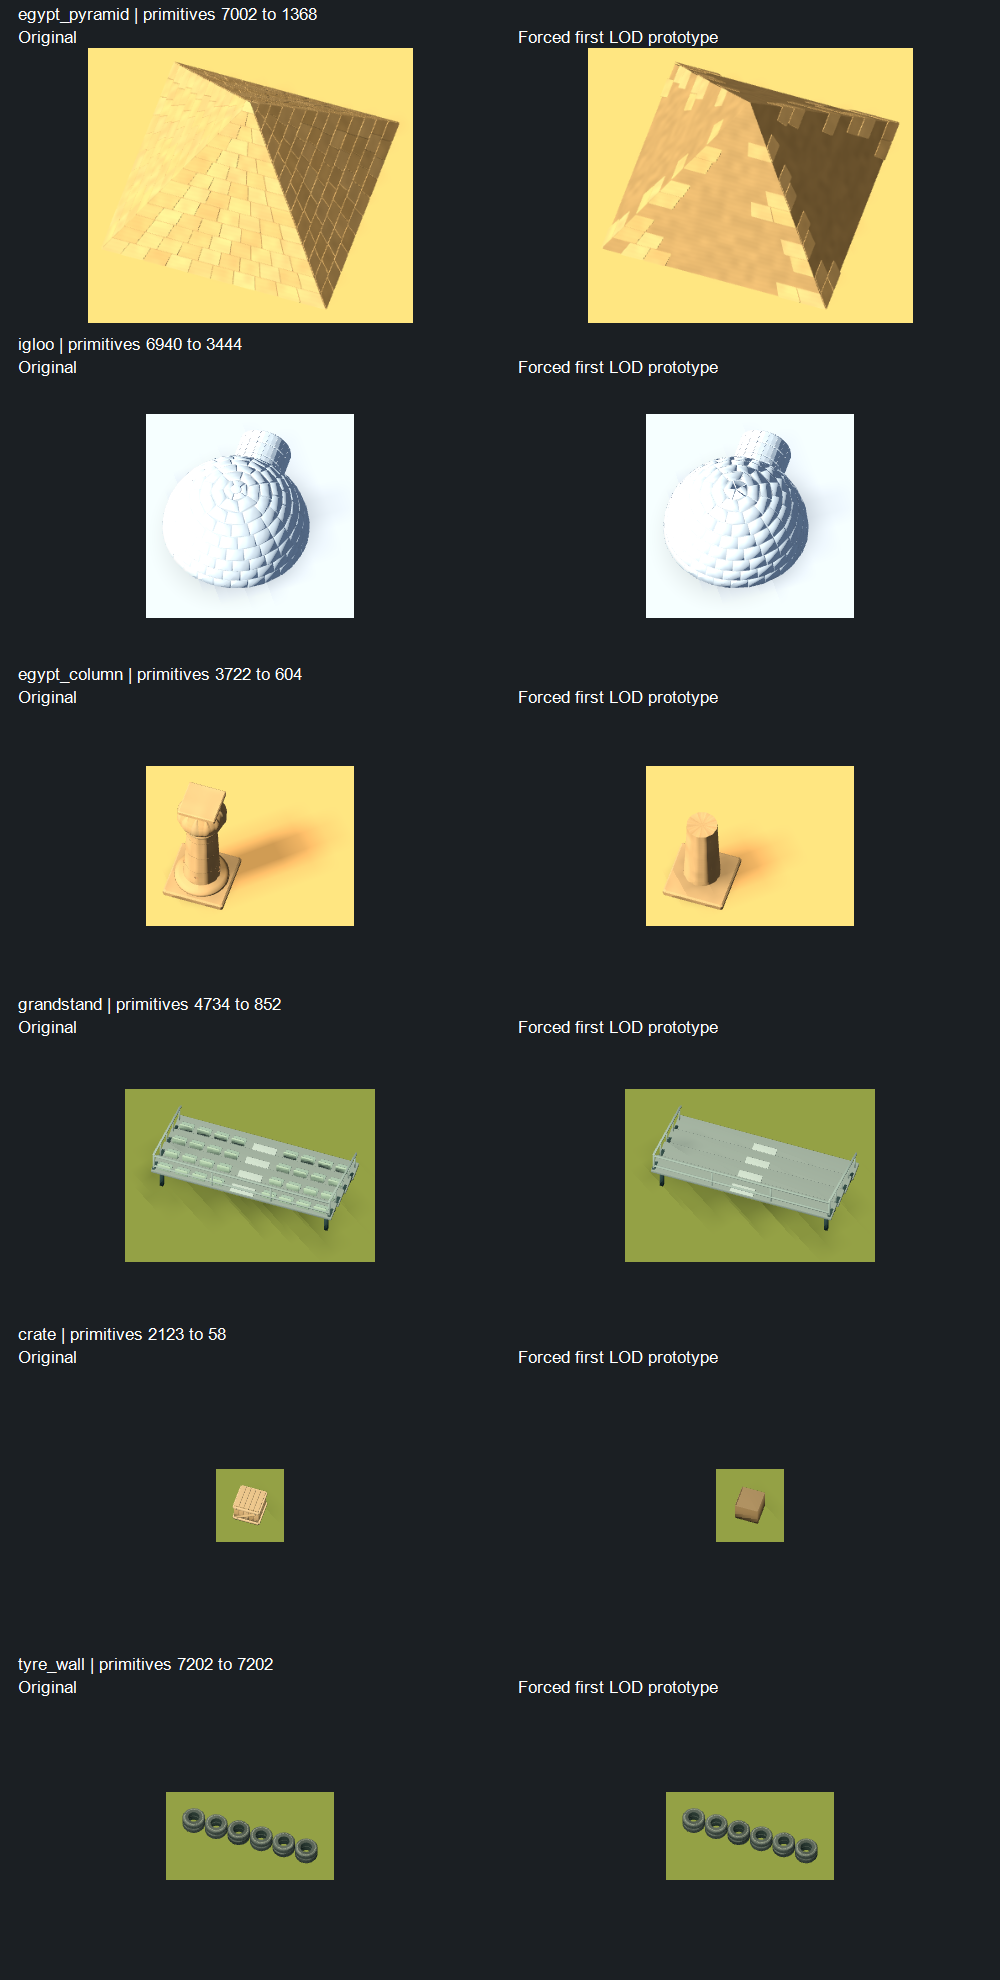 egypt_pyramid | primitives 7002 to 1368
Original
Forced first LOD prototype
igloo | primitives 6940 to 3444
Original
Forced first LOD prototype
egypt_column | primitives 3722 to 604
Original
Forced first LOD prototype
grandstand | primitives 4734 to 852
Original
Forced first LOD prototype
crate | primitives 2123 to 58
Original
Forced first LOD prototype
tyre_wall | primitives 7202 to 7202
Original
Forced first LOD prototype